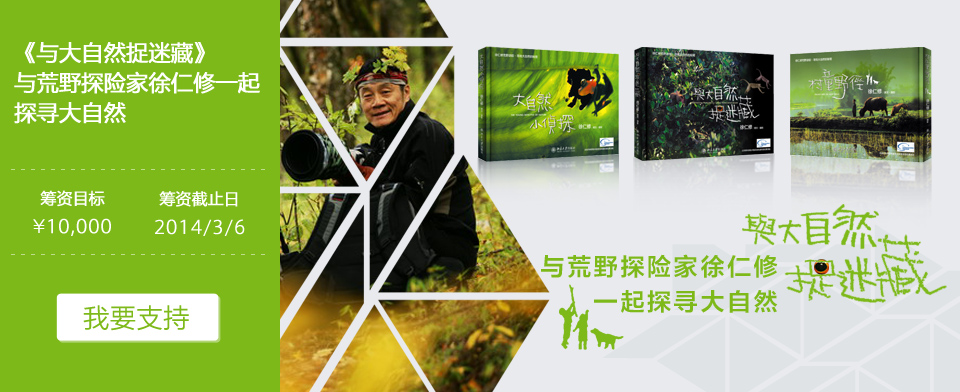 《与大自然捉迷藏》
与荒野探险家徐仁修一起
探寻大自然
筹资目标
¥10,000
筹资截止日
2014/3/6
我要支持
大自然
小侦探
與大自然
捉迷藏
與大自然
捉迷藏
与荒野探险家徐仁修
一起探寻大自然